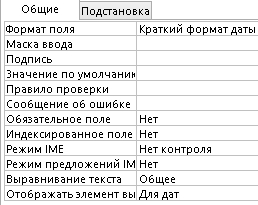 Общие Подстановка
Формат поля Краткий формат даты
Маска ввода
Подпись
Значение по умолчани
Правило проверки
Сообщение об ошибке
Обязательное поле Нет
Индексированное поле Нет
Режим IME Нет контроля
Режим предложений IM Нет
Выравнивание текста Общее
Отображать элемент вы Для дат